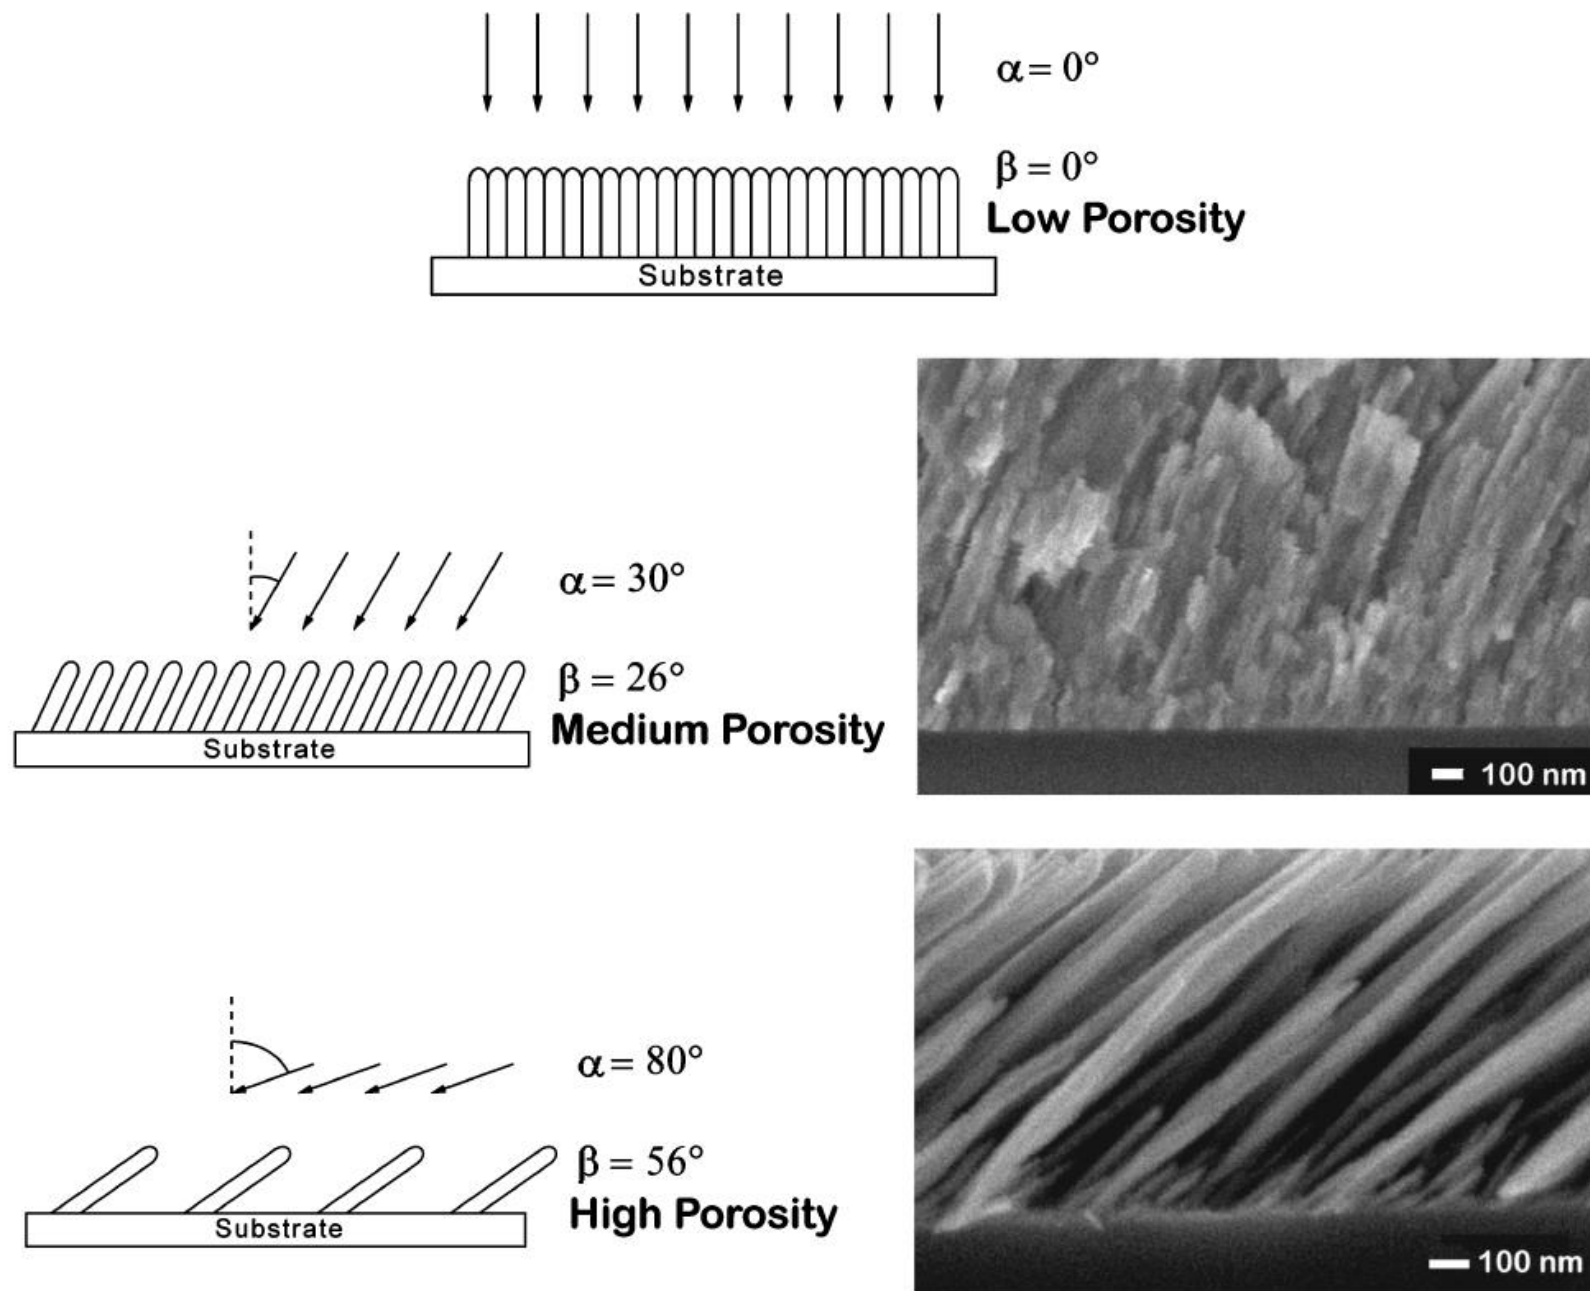 α = 0°
β = 0°
Low Porosity
Substrate
α = 30°
β = 26°
Medium Porosity
Substrate
100 nm
α = 80°
β = 56°
High Porosity
Substrate
100 nm